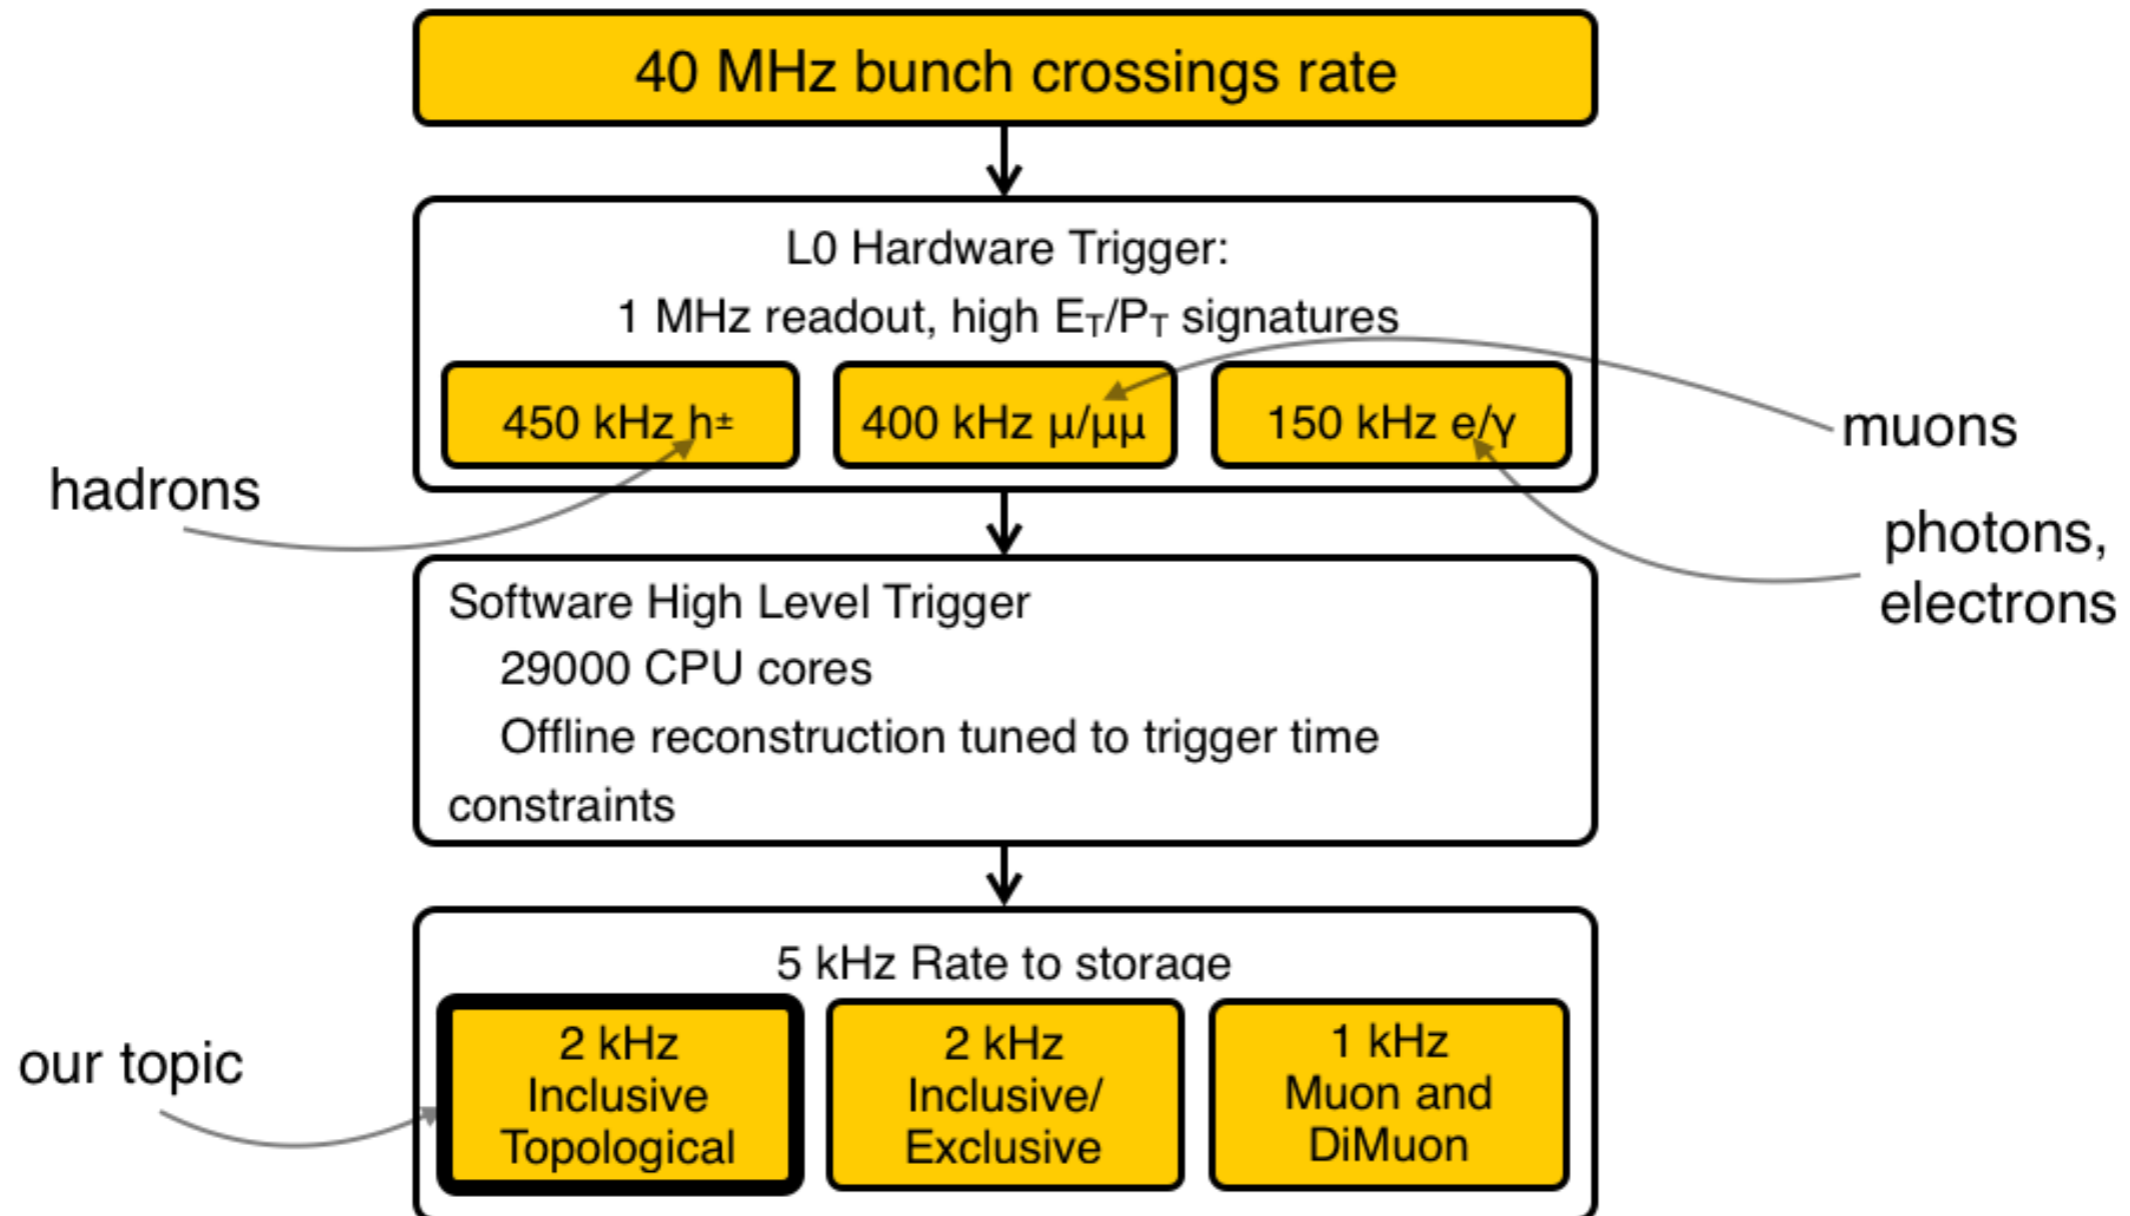 40 MHz bunch crossings rate
L0 Hardware Trigger:
1 MHz readout, high ET/PT signatures
450 kHz h±
400 kHz μ/μμ
150 kHz e/γ
muons
hadrons
photons,
electrons
Software High Level Trigger
29000 CPU cores
Offline reconstruction tuned to trigger time
constraints
5 kHz Rate to storage
our topic
2 kHz
Inclusive
Topological
2 kHz
Inclusive/
Exclusive
1 kHz
Muon and
DiMuon